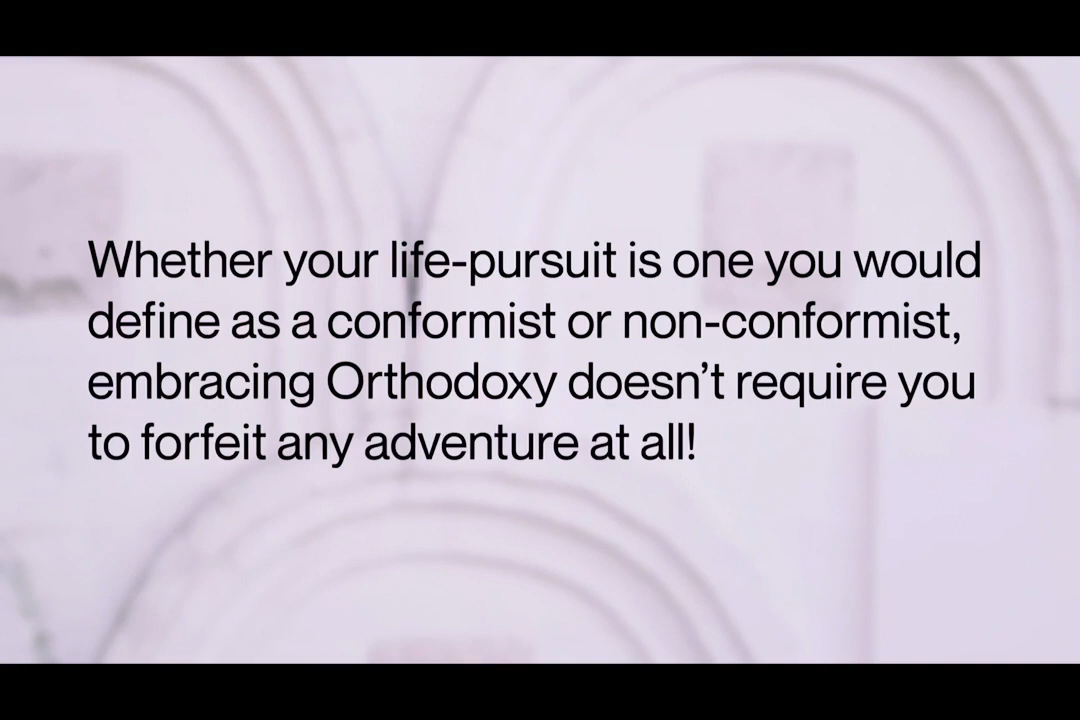 Whether your life-pursuit is one you would
define as a conformist or non-conformist,
embracing Orthodoxy doesn’t require you
to forfeit any adventure at all!